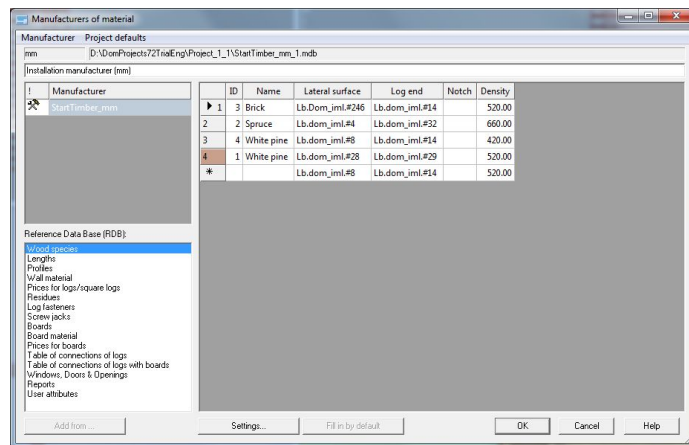 Manufacturers of material
Manufacturer Project defaults
mm D:\DomProjects72TrialEng\Project_1_1\StartTimber_mm_1.mdb
Installation manufacturer (mm)
! Manufacturer
StartTimber_mm
ID Name Lateral surface Log end Notch Density
1 3 Brick Lb.Dom_iml.#246 Lb.dom_iml.#14 520.00
2 2 Spruce Lb.dom_iml.#4 Lb.dom_iml.#32 660.00
3 4 White pine Lb.dom_iml.#8 Lb.dom_iml.#14 420.00
4 1 White pine Lb.dom_iml.#28 Lb.dom_iml.#29 520.00
* Lb.dom_iml.#8 Lb.dom_iml.#14 520.00
Reference Data Base (RDB):
Wood species
Lengths
Profiles
Wall material
Prices for logs/square logs
Residues
Log fasteners
Screw jacks
Boards
Board material
Prices for boards
Table of connections of logs
Table of connections of logs with boards
Windows, Doors & Openings
Reports
User attributes
Add from ... Settings... Fill in by default OK Cancel Help